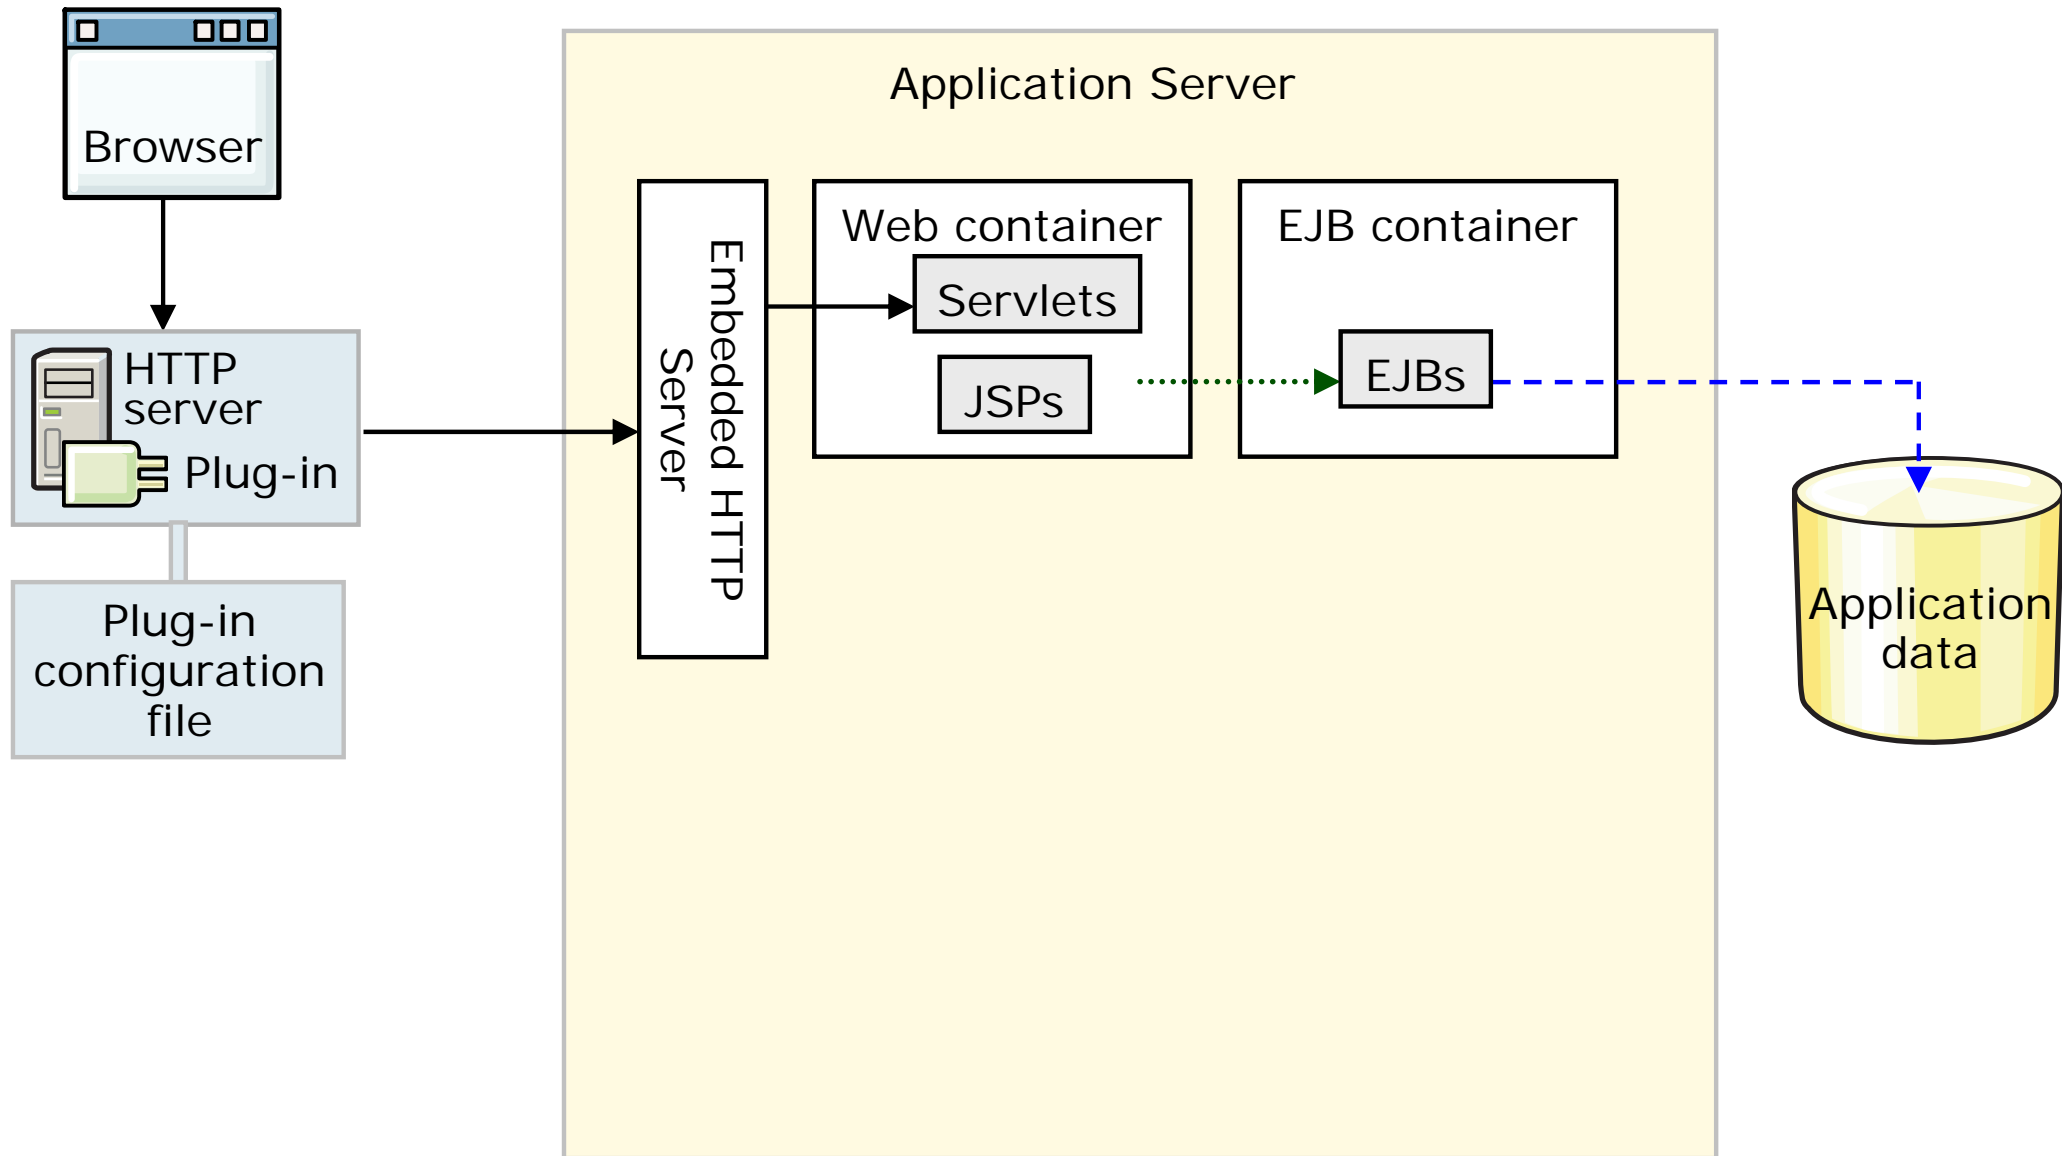 Browser
HTTP
server
Plug-in
Plug-in
configuration
file
Application Server
Embedded HTTP
Server
Web container
Servlets
JSPs
EJB container
EJBs
Application
data